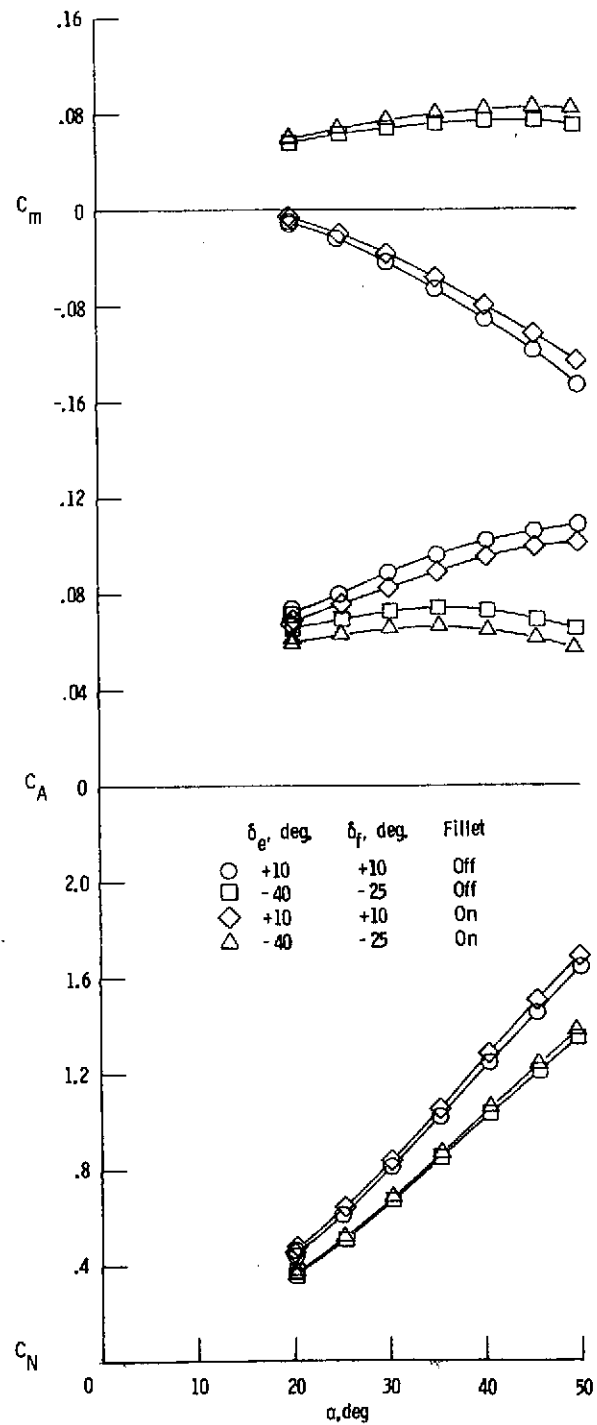 .16
.08
C_m
0
-.08
-.16
.12
.08
.04
C_A
0
δ_e, deg. δ_f, deg. Fillet
○ +10 +10 Off
□ -40 -25 Off
◇ +10 +10 On
△ -40 -25 On
2.0
1.6
1.2
.8
.4
C_N
0 10 20 30 40 50
α, deg